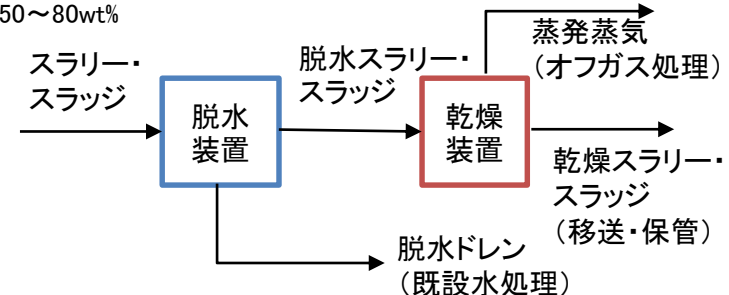 50～80wt%
スラリー・
スラッジ
脱水
装置
脱水スラリー・
スラッジ
乾燥
装置
蒸発蒸気
（オフガス処理）
乾燥スラリー・
スラッジ
（移送・保管）
脱水ドレン
（既設水処理）